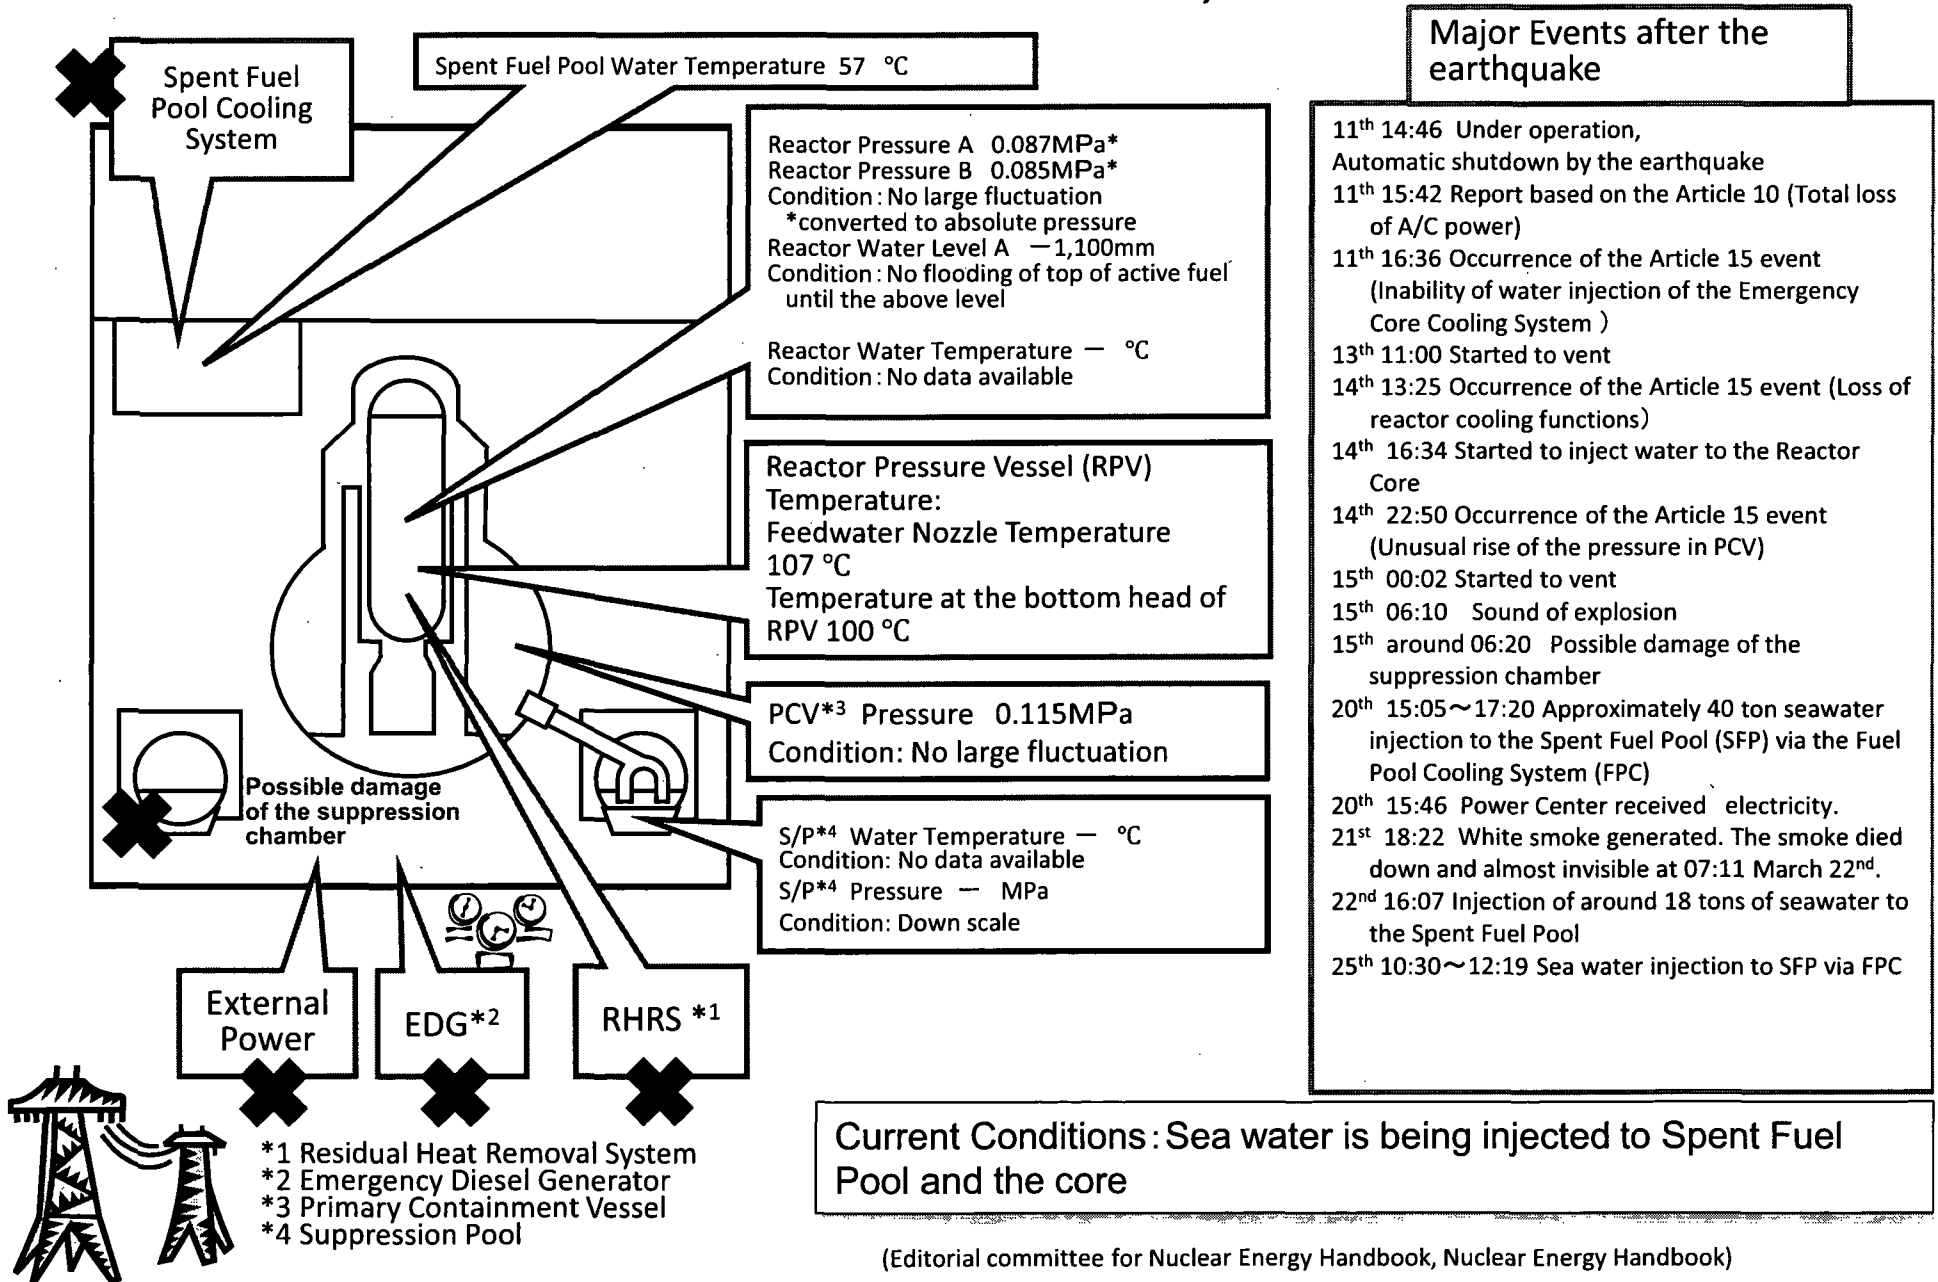 Spent Fuel
Pool Cooling
System
Spent Fuel Pool Water Temperature 57 ℃
Reactor Pressure A 0.087MPa*
Reactor Pressure B 0.085MPa*
Condition : No large fluctuation
*converted to absolute pressure
Reactor Water Level A －1,100mm
Condition : No flooding of top of active fuel
until the above level
Reactor Water Temperature － ℃
Condition : No data available
Reactor Pressure Vessel (RPV)
Temperature:
Feedwater Nozzle Temperature
107 ℃
Temperature at the bottom head of
RPV 100 ℃
PCV*3 Pressure 0.115MPa
Condition: No large fluctuation
S/P*4 Water Temperature － ℃
Condition: No data available
S/P*4 Pressure － MPa
Condition: Down scale
Possible damage
of the suppression
chamber
External
Power
EDG*2
RHRS *1
*1 Residual Heat Removal System
*2 Emergency Diesel Generator
*3 Primary Containment Vessel
*4 Suppression Pool
Major Events after the
earthquake
11th 14:46 Under operation,
Automatic shutdown by the earthquake
11th 15:42 Report based on the Article 10 (Total loss
of A/C power)
11th 16:36 Occurrence of the Article 15 event
(Inability of water injection of the Emergency
Core Cooling System )
13th 11:00 Started to vent
14th 13:25 Occurrence of the Article 15 event (Loss of
reactor cooling functions)
14th 16:34 Started to inject water to the Reactor
Core
14th 22:50 Occurrence of the Article 15 event
(Unusual rise of the pressure in PCV)
15th 00:02 Started to vent
15th 06:10 Sound of explosion
15th around 06:20 Possible damage of the
suppression chamber
20th 15:05～17:20 Approximately 40 ton seawater
injection to the Spent Fuel Pool (SFP) via the Fuel
Pool Cooling System (FPC)
20th 15:46 Power Center received electricity.
21st 18:22 White smoke generated. The smoke died
down and almost invisible at 07:11 March 22nd.
22nd 16:07 Injection of around 18 tons of seawater to
the Spent Fuel Pool
25th 10:30～12:19 Sea water injection to SFP via FPC
Current Conditions : Sea water is being injected to Spent Fuel
Pool and the core
(Editorial committee for Nuclear Energy Handbook, Nuclear Energy Handbook)